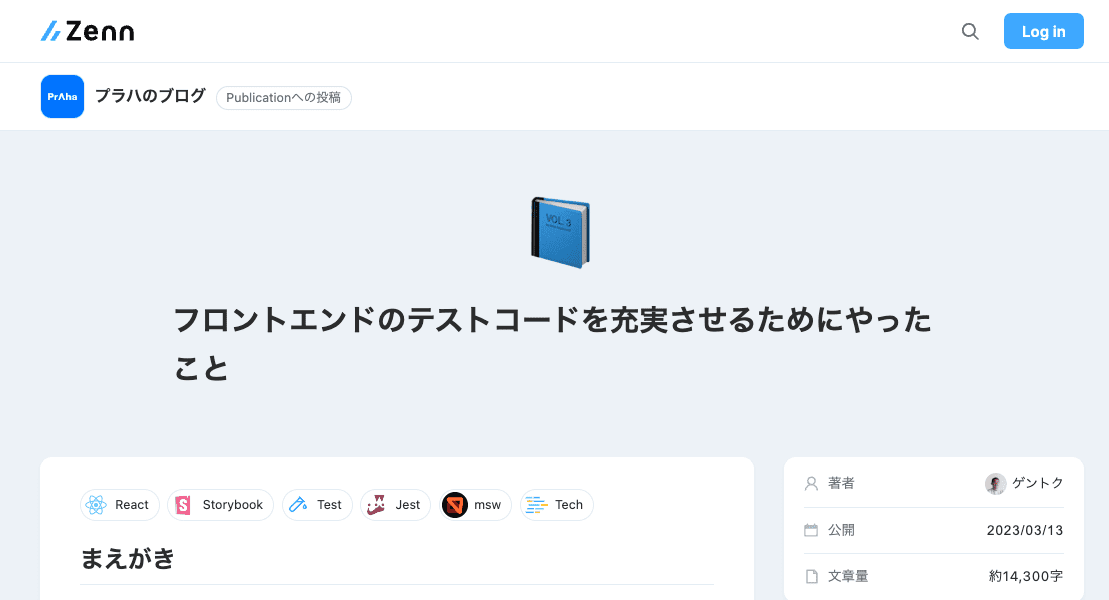 Zenn
Log in
PrAha
プラハのブログ
Publicationへの投稿
VOL. 3
フロントエンドのテストコードを充実させるためにやった
こと
React
Storybook
Test
Jest
msw
Tech
まえがき
著者
ゲントク
公開
2023/03/13
文章量
約14,300字